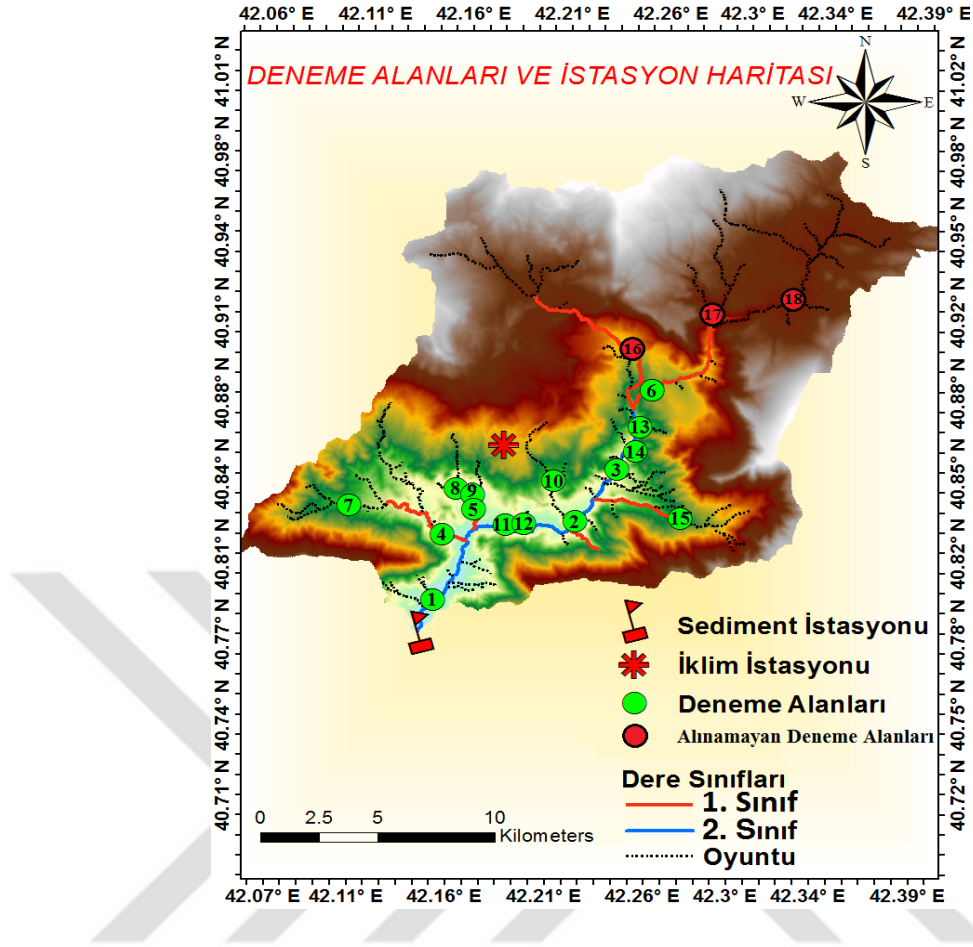 42.06° E 42.11° E 42.16° E 42.21° E 42.26° E 42.3° E 42.34° E 42.39° E
DENEME ALANLARI VE İSTASYON HARİTASI
N
W E
S
41.01° N 41.02° N
40.98° N 40.98° N
40.94° N 40.95° N
40.91° N 40.92° N
40.88° N 40.88° N
40.84° N 40.85° N
40.81° N 40.82° N
40.77° N 40.78° N
40.74° N 40.75° N
40.71° N 40.72° N
18
17
16
6
13
14
3
10
8 9
7
5
15
11 12 2
4
1
Sediment İstasyonu
İklim İstasyonu
Deneme Alanları
Alınamayan Deneme Alanları
Dere Sınıfları
1. Sınıf
2. Sınıf
Oyuntu
0 2.5 5 10
Kilometers
42.07° E 42.11° E 42.16° E 42.21° E 42.26° E 42.3° E 42.35° E 42.39° E